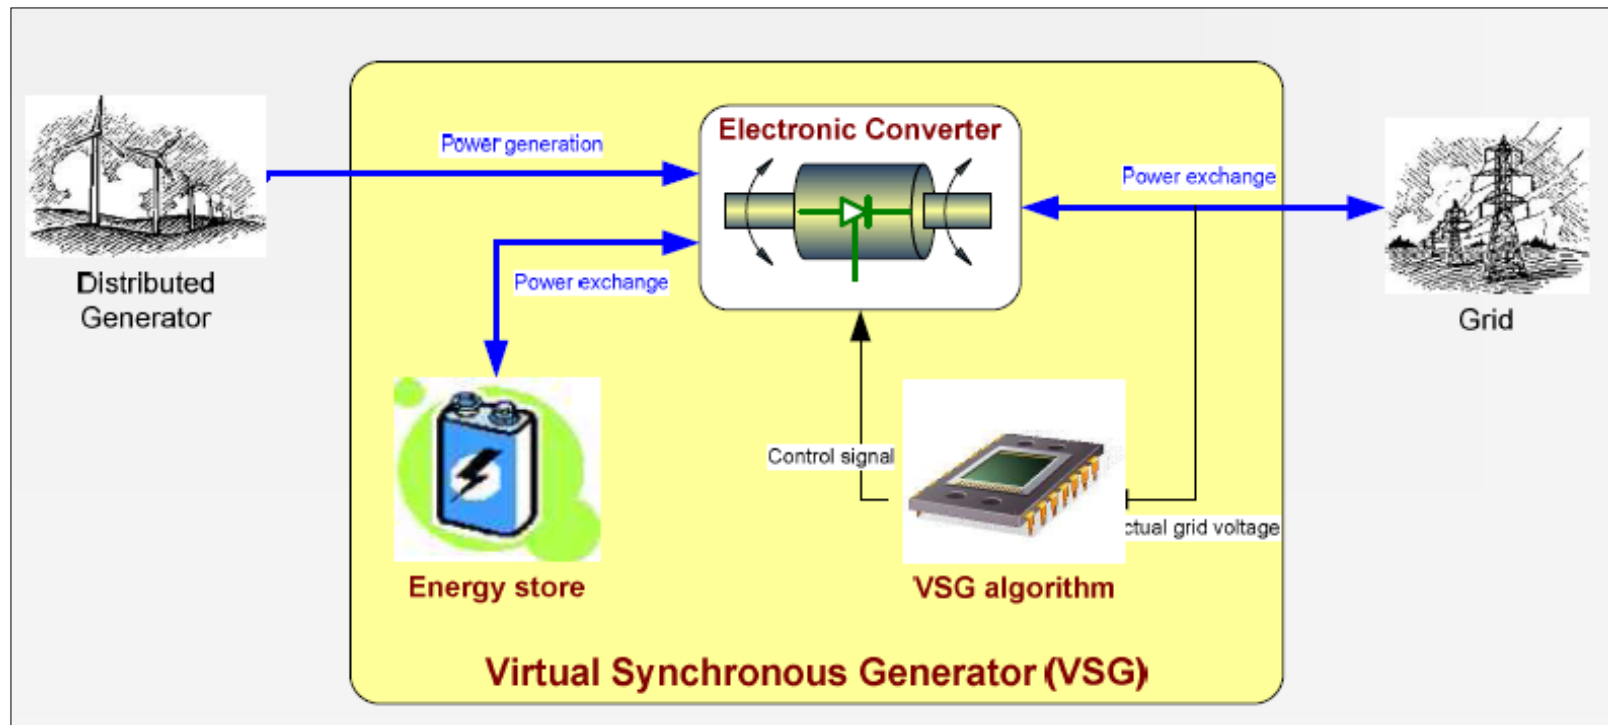 Electronic Converter
Power generation
Power exchange
Power exchange
Distributed
Generator
Grid
Control signal
ctual grid voltage
Energy store
VSG algorithm
Virtual Synchronous Generator (VSG)